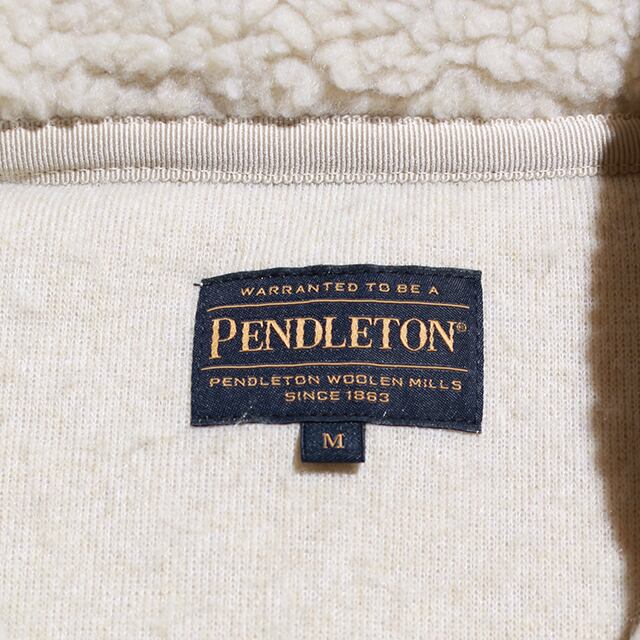 WARRANTED TO BE A
PENDLETON®
PENDLETON WOOLEN MILLS
SINCE 1863
M